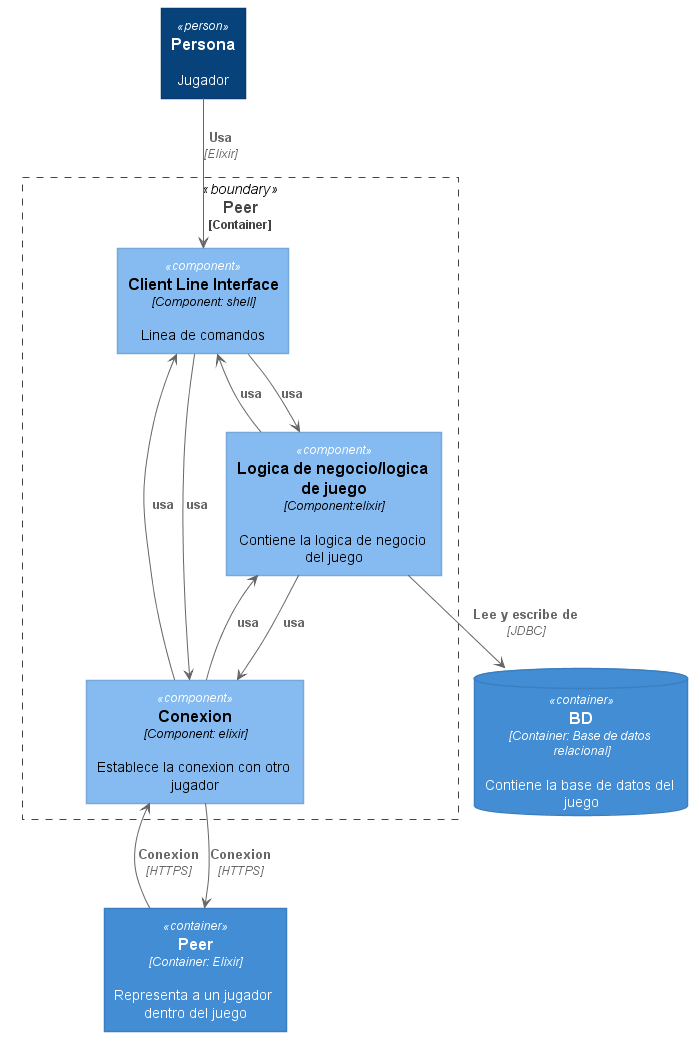 «person»
Persona
Jugador
Usa
[Elixir]
«boundary»
Peer
[Container]
«component»
Client Line Interface
[Component: shell]
Linea de comandos
usa
usa
«component»
Logica de negocio/logica
de juego
[Component:elixir]
Contiene la logica de negocio
del juego
usa
usa
usa
usa
Lee y escribe de
[JDBC]
«component»
Conexion
[Component: elixir]
Establece la conexion con otro
jugador
«container»
BD
[Container: Base de datos
relacional]
Contiene la base de datos del
juego
Conexion
[HTTPS]
Conexion
[HTTPS]
«container»
Peer
[Container: Elixir]
Representa a un jugador
dentro del juego